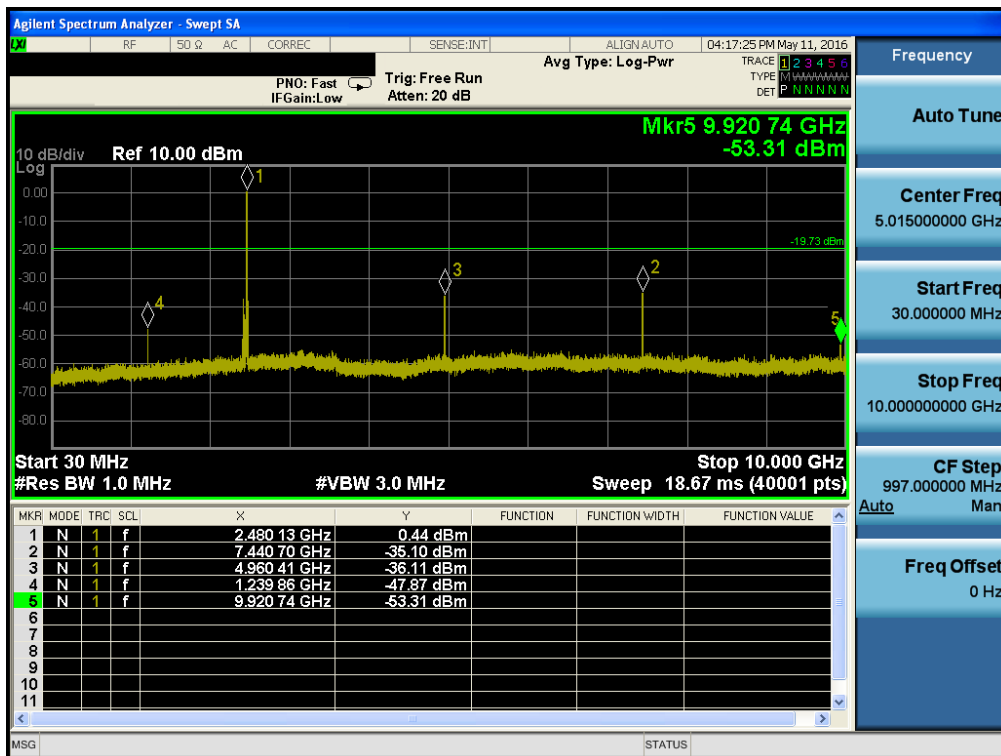 Agilent Spectrum Analyzer - Swept SA
LXI RF 50 Ω AC CORREC SENSE:INT ALIGN AUTO 04:17:25 PM May 11, 2016
Frequency
Avg Type: Log-Pwr
TRACE 1 2 3 4 5 6
PNO: Fast
Trig: Free Run
TYPE M
IFGain:Low
Atten: 20 dB
DET P N N N N N
Auto Tune
Mkr5 9.920 74 GHz
10 dB/div Ref 10.00 dBm -53.31 dBm
Log
1
0.00
-10.0
-20.0
-19.73 dBm
-30.0
3
2
-40.0
4
-50.0
5
-60.0
-70.0
-80.0
Start 30 MHz Stop 10.000 GHz
#Res BW 1.0 MHz #VBW 3.0 MHz Sweep 18.67 ms (40001 pts)
Center Freq
5.015000000 GHz
Start Freq
30.000000 MHz
Stop Freq
10.000000000 GHz
CF Step
997.000000 MHz
Auto Man
Freq Offset
0 Hz
MKR MODE TRC SCL X Y FUNCTION FUNCTION WIDTH FUNCTION VALUE
1 N 1 f 2.480 13 GHz 0.44 dBm
2 N 1 f 7.440 70 GHz -35.10 dBm
3 N 1 f 4.960 41 GHz -36.11 dBm
4 N 1 f 1.239 86 GHz -47.87 dBm
5 N 1 f 9.920 74 GHz -53.31 dBm
6
7
8
9
10
11
MSG STATUS